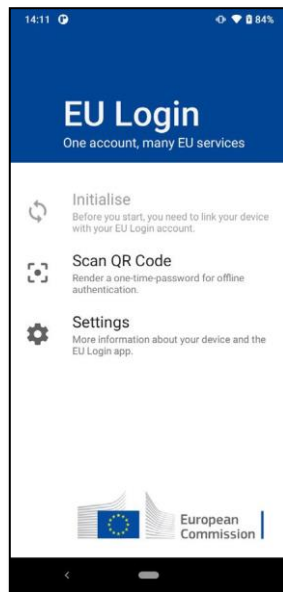 14:11 84%
EU Login
One account, many EU services
Initialise
Before you start, you need to link your device
with your EU Login account.
Scan QR Code
Render a one-time-password for offline
authentication.
Settings
More information about your device and the
EU Login app.
European
Commission